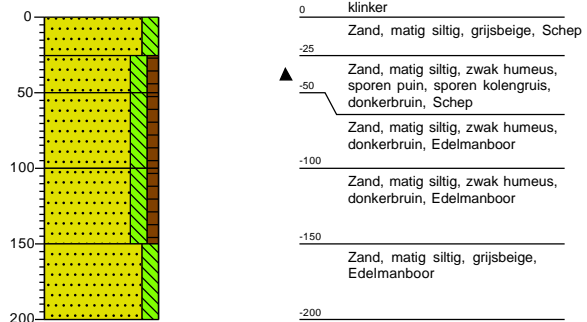 0
50
100
150
200
0
klinker
Zand, matig siltig, grijsbeige, Schep
-25
Zand, matig siltig, zwak humeus,
sporen puin, sporen kolengruis,
donkerbruin, Schep
-50
Zand, matig siltig, zwak humeus,
donkerbruin, Edelmanboor
-100
Zand, matig siltig, zwak humeus,
donkerbruin, Edelmanboor
-150
Zand, matig siltig, grijsbeige,
Edelmanboor
-200